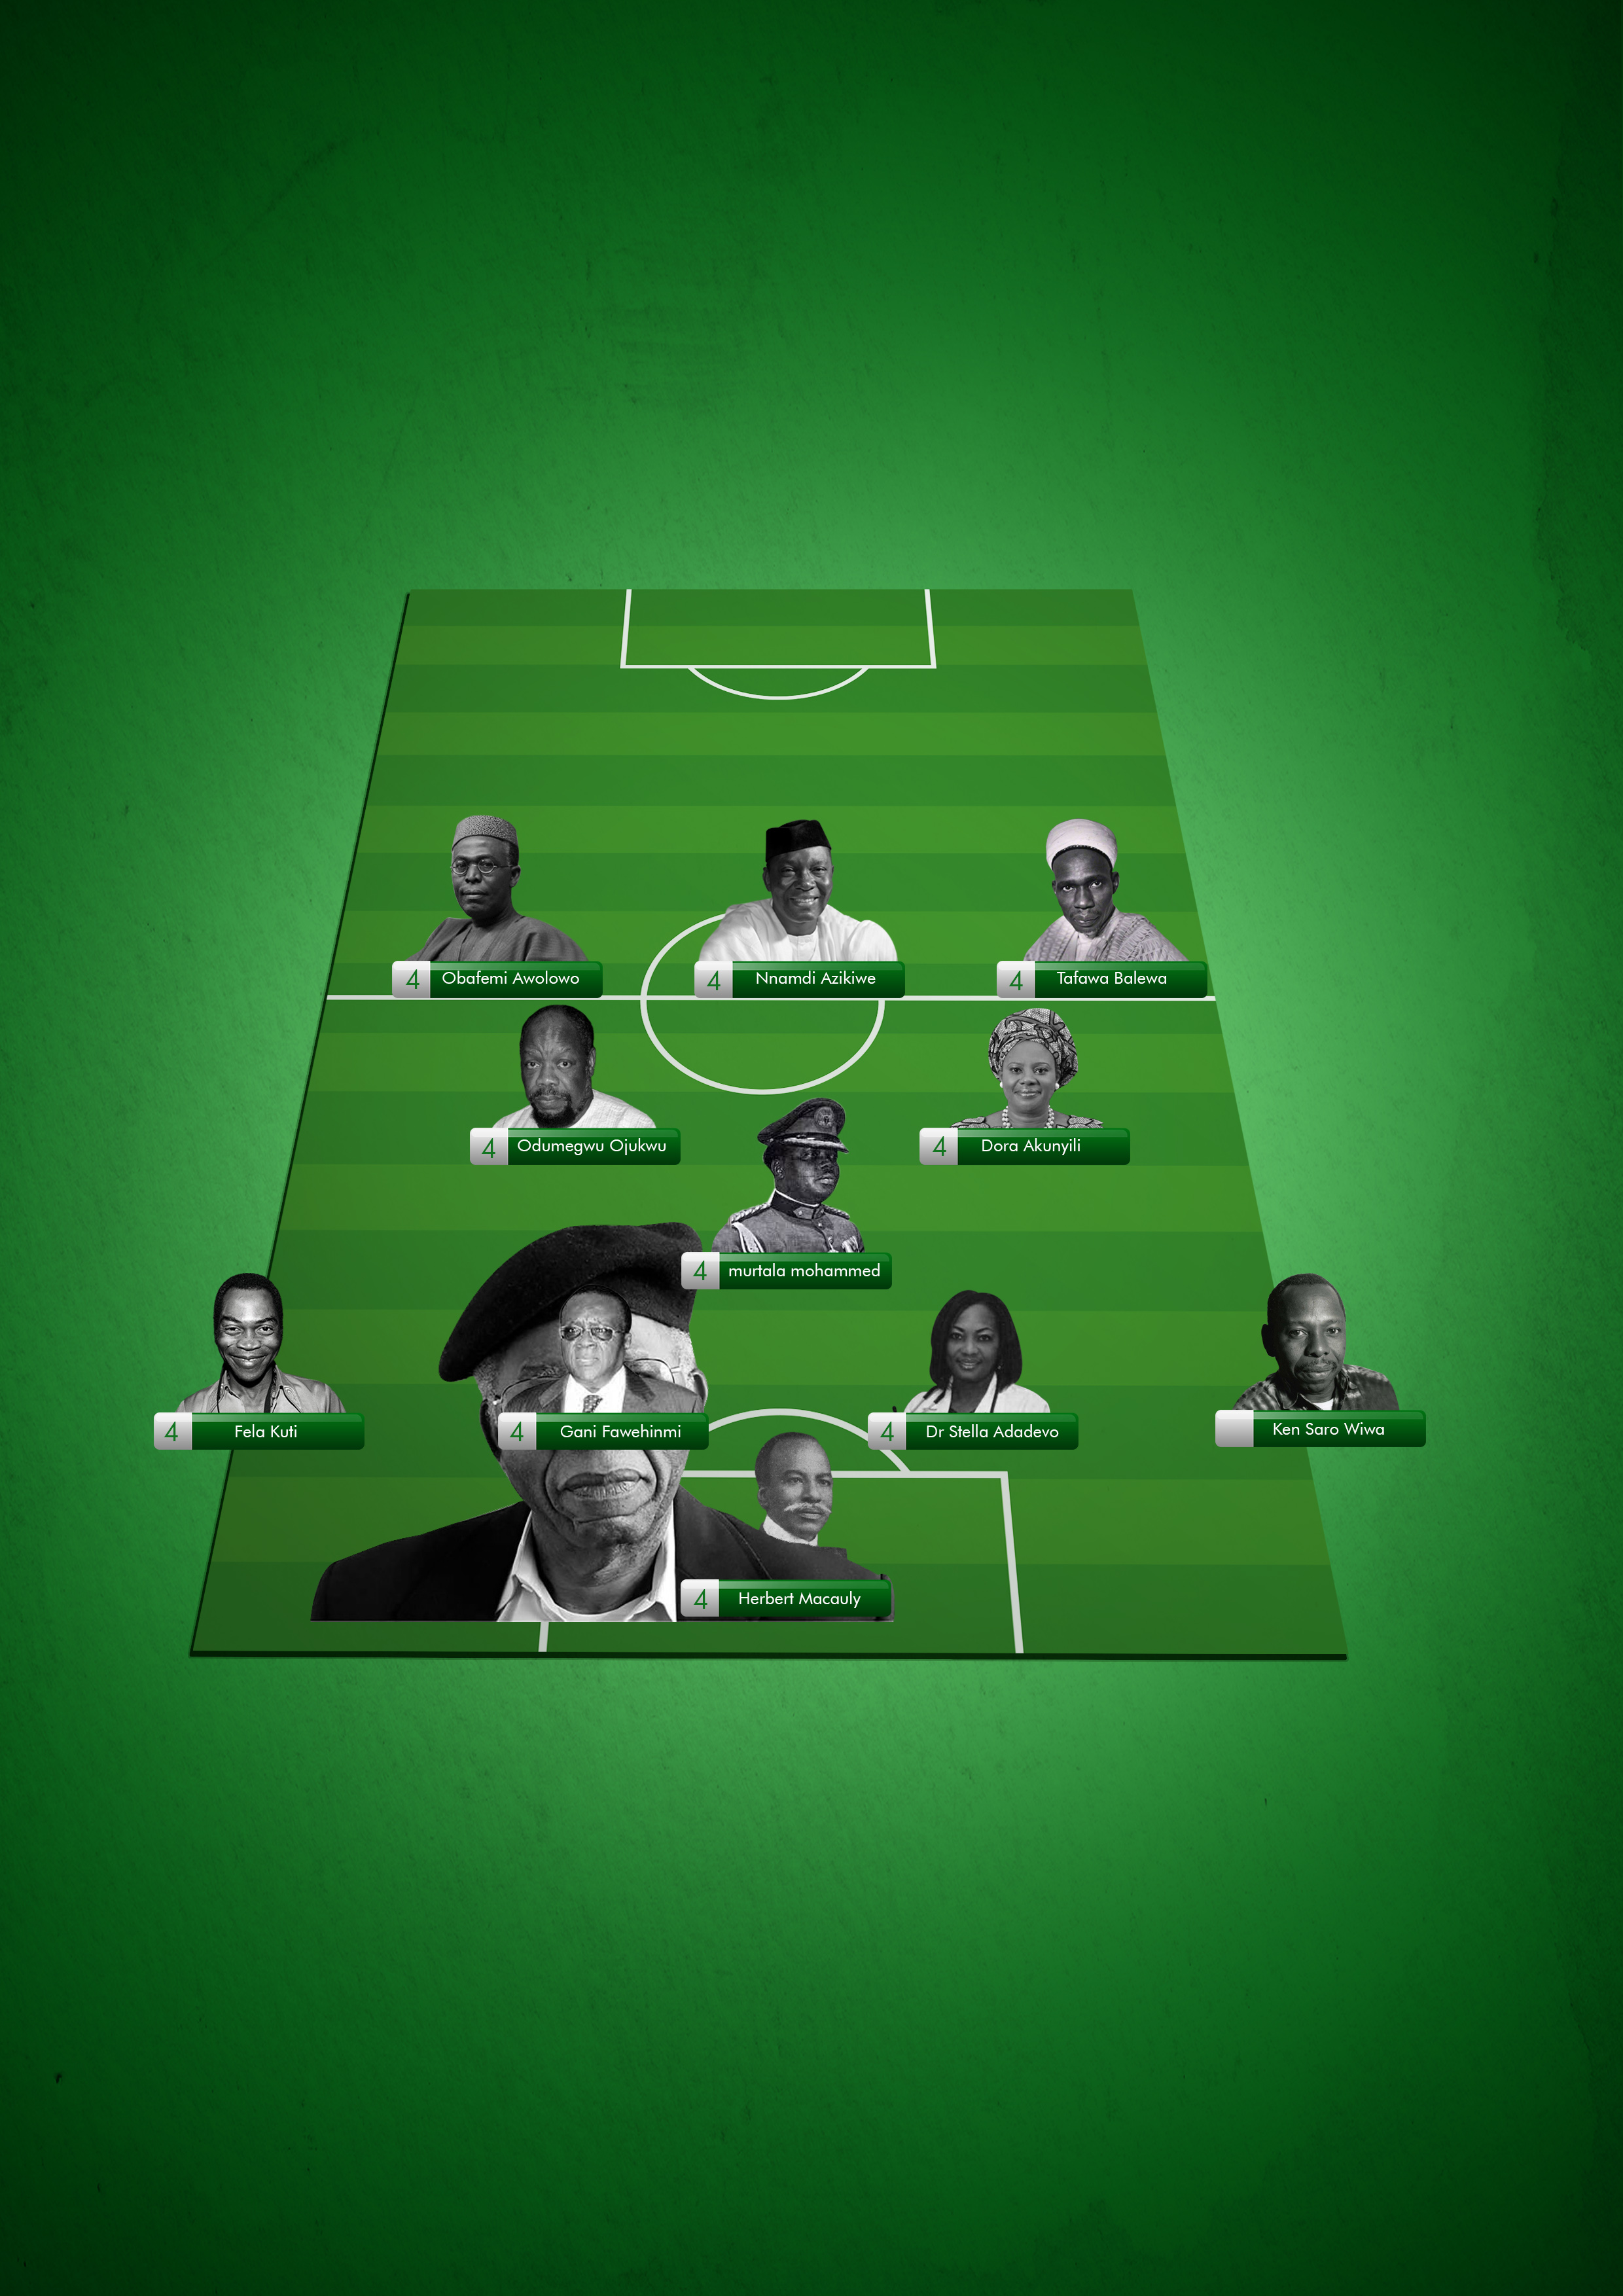 4 Obafemi Awolowo
4 Nnamdi Azikiwe
4 Tafawa Balewa
4 Odumegwu Ojukwu
4 Dora Akunyili
4 murtala mohammed
4 Fela Kuti
4 Gani Fawehinmi
4 Dr Stella Adadevo
Ken Saro Wiwa
4 Herbert Macauly